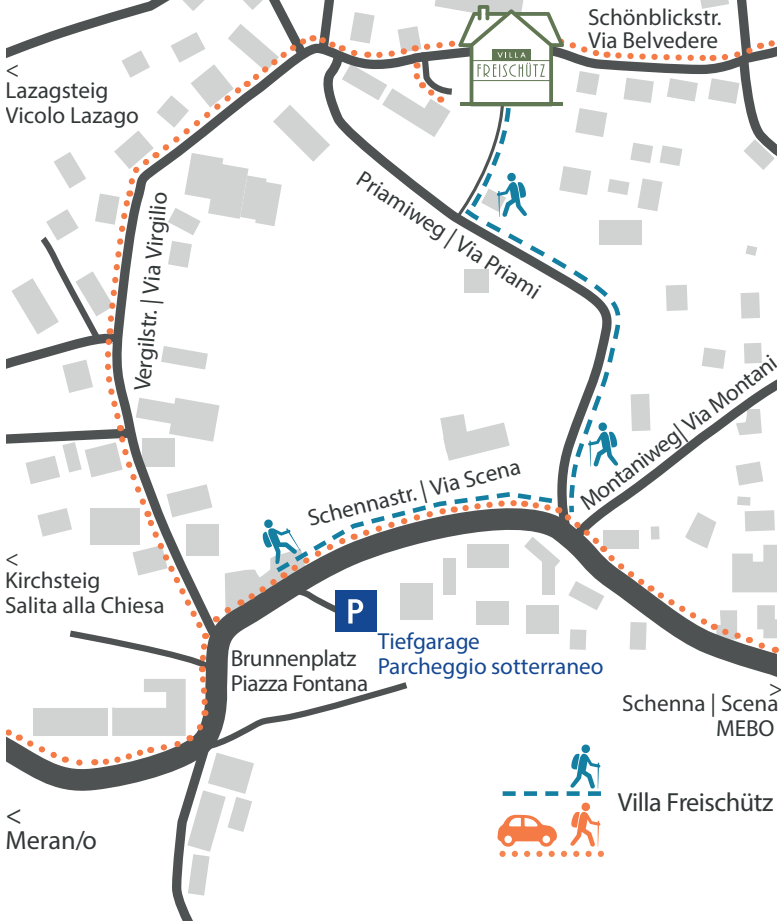 Schönblickstr.
Via Belvedere
VILLA
FREISCHÜTZ
<
Lazagsteig
Vicolo Lazago
Priamiweg | Via Priami
Vergilstr. | Via Virgilio
Montaniweg| Via Montani
Schennastr. | Via Scena
<
Kirchsteig
Salita alla Chiesa
P
Tiefgarage
Parcheggio sotterraneo
Brunnenplatz
Piazza Fontana
>
Schenna | Scena
MEBO
Villa Freischütz
<
Meran/o